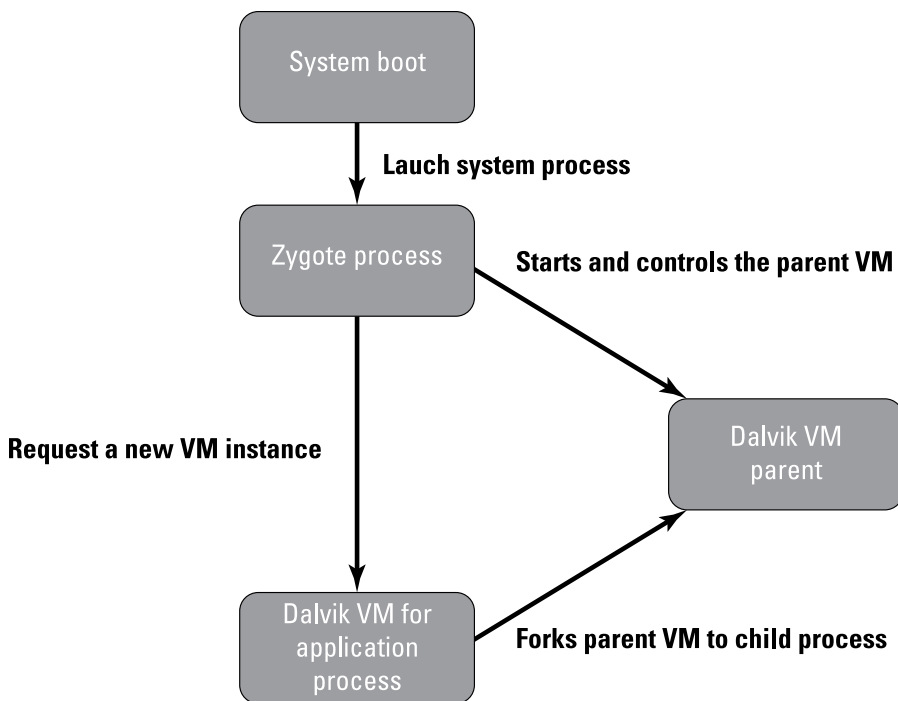 System boot
Lauch system process
Zygote process
Starts and controls the parent VM
Request a new VM instance
Dalvik VM
parent
Dalvik VM for
application
process
Forks parent VM to child process